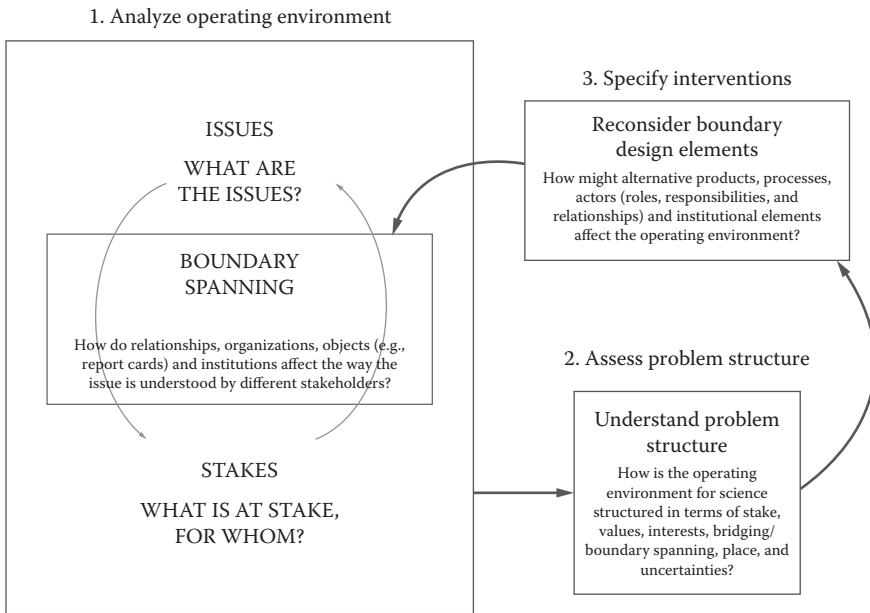 1. Analyze operating environment
ISSUES
WHAT ARE
THE ISSUES?
BOUNDARY
SPANNING
How do relationships, organizations, objects (e.g.,
report cards) and institutions affect the way the
issue is understood by different stakeholders?
STAKES
WHAT IS AT STAKE,
FOR WHOM?
2. Assess problem structure
Understand problem
structure
How is the operating
environment for science
structured in terms of stake,
values, interests, bridging/
boundary spanning, place, and
uncertainties?
3. Specify interventions
Reconsider boundary
design elements
How might alternative products, processes,
actors (roles, responsibilities, and
relationships) and institutional elements
affect the operating environment?